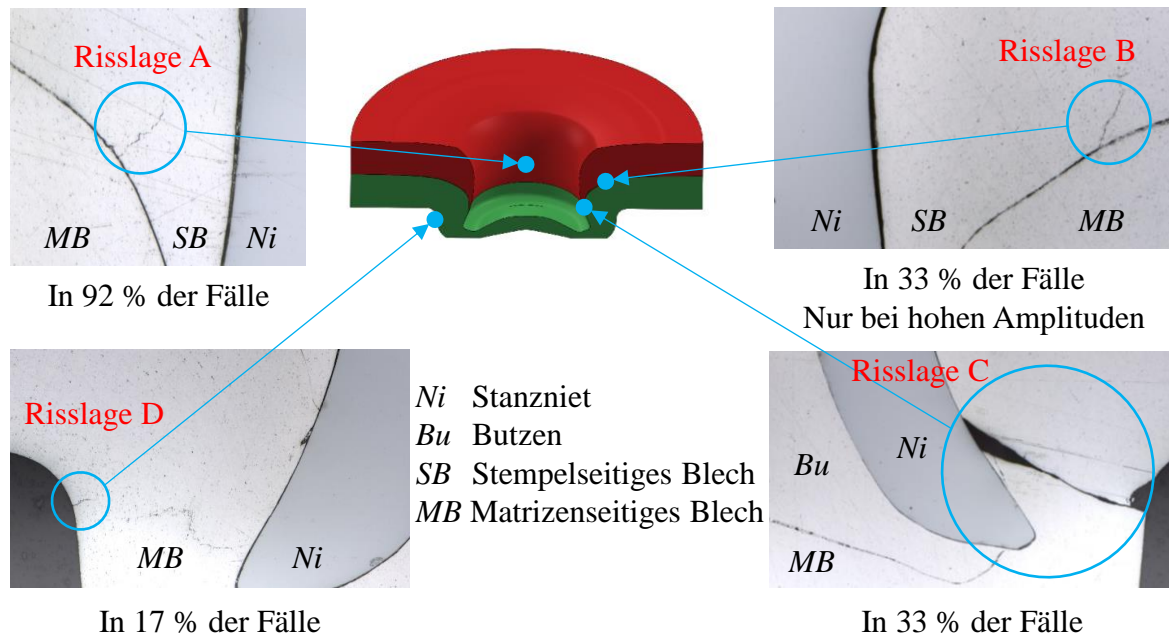 Risslage A
MB
SB
Ni
In 92 % der Fälle
Risslage B
Ni
SB
MB
In 33 % der Fälle
Nur bei hohen Amplituden
Risslage D
MB
Ni
In 17 % der Fälle
Ni Stanzniet
Bu Butzen
SB Stempelseitiges Blech
MB Matrizenseitiges Blech
Risslage C
Ni
Bu
MB
In 33 % der Fälle